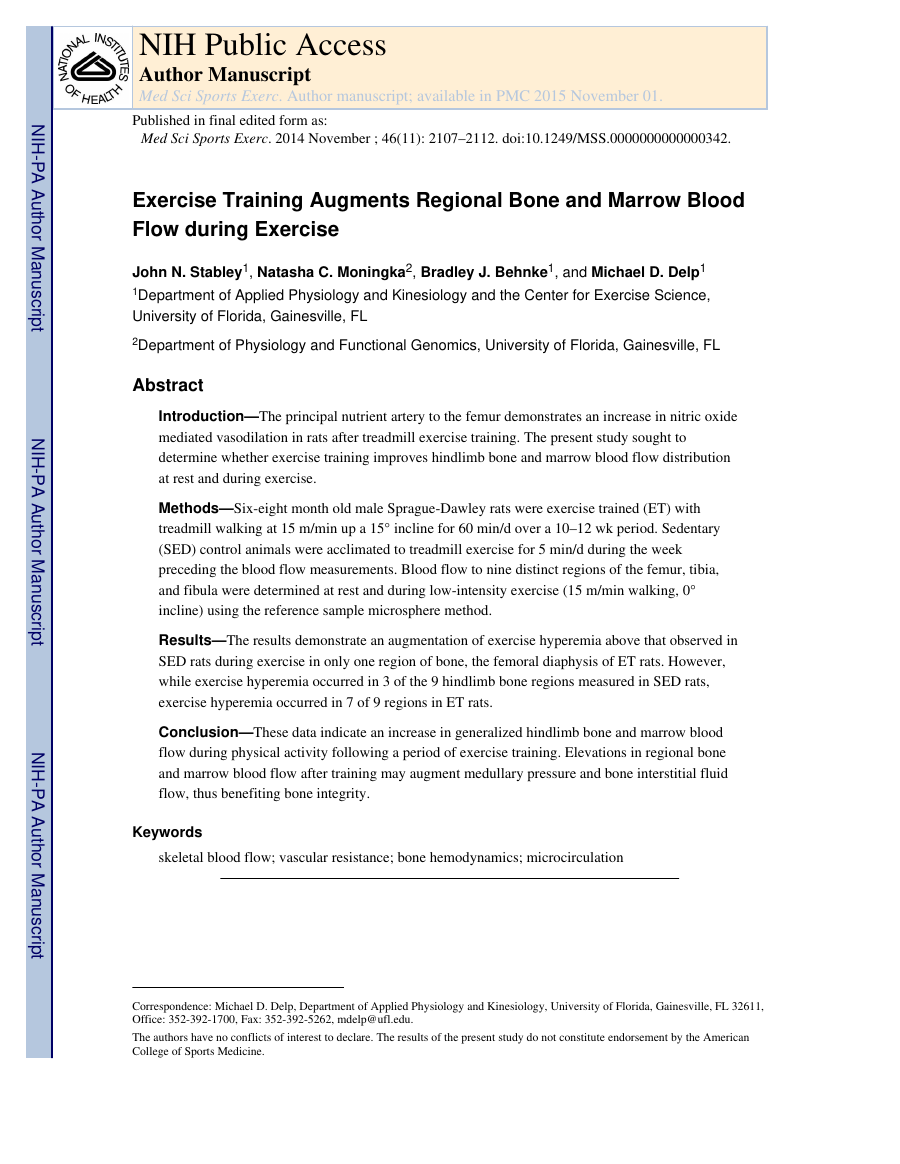 NATIONAL INSTITUTES OF HEALTH
NIH Public Access
Author Manuscript
Med Sci Sports Exerc. Author manuscript; available in PMC 2015 November 01.
Published in final edited form as:
Med Sci Sports Exerc. 2014 November ; 46(11): 2107–2112. doi:10.1249/MSS.0000000000000342.
Exercise Training Augments Regional Bone and Marrow Blood
Flow during Exercise
John N. Stabley1, Natasha C. Moningka2, Bradley J. Behnke1, and Michael D. Delp1
1Department of Applied Physiology and Kinesiology and the Center for Exercise Science,
University of Florida, Gainesville, FL
2Department of Physiology and Functional Genomics, University of Florida, Gainesville, FL
Abstract
Introduction—The principal nutrient artery to the femur demonstrates an increase in nitric oxide
mediated vasodilation in rats after treadmill exercise training. The present study sought to
determine whether exercise training improves hindlimb bone and marrow blood flow distribution
at rest and during exercise.
Methods—Six-eight month old male Sprague-Dawley rats were exercise trained (ET) with
treadmill walking at 15 m/min up a 15° incline for 60 min/d over a 10–12 wk period. Sedentary
(SED) control animals were acclimated to treadmill exercise for 5 min/d during the week
preceding the blood flow measurements. Blood flow to nine distinct regions of the femur, tibia,
and fibula were determined at rest and during low-intensity exercise (15 m/min walking, 0°
incline) using the reference sample microsphere method.
Results—The results demonstrate an augmentation of exercise hyperemia above that observed in
SED rats during exercise in only one region of bone, the femoral diaphysis of ET rats. However,
while exercise hyperemia occurred in 3 of the 9 hindlimb bone regions measured in SED rats,
exercise hyperemia occurred in 7 of 9 regions in ET rats.
Conclusion—These data indicate an increase in generalized hindlimb bone and marrow blood
flow during physical activity following a period of exercise training. Elevations in regional bone
and marrow blood flow after training may augment medullary pressure and bone interstitial fluid
flow, thus benefiting bone integrity.
Keywords
skeletal blood flow; vascular resistance; bone hemodynamics; microcirculation
Correspondence: Michael D. Delp, Department of Applied Physiology and Kinesiology, University of Florida, Gainesville, FL 32611,
Office: 352-392-1700, Fax: 352-392-5262, mdelp@ufl.edu.
The authors have no conflicts of interest to declare. The results of the present study do not constitute endorsement by the American
College of Sports Medicine.
NIH-PA Author Manuscript
NIH-PA Author Manuscript
NIH-PA Author Manuscript